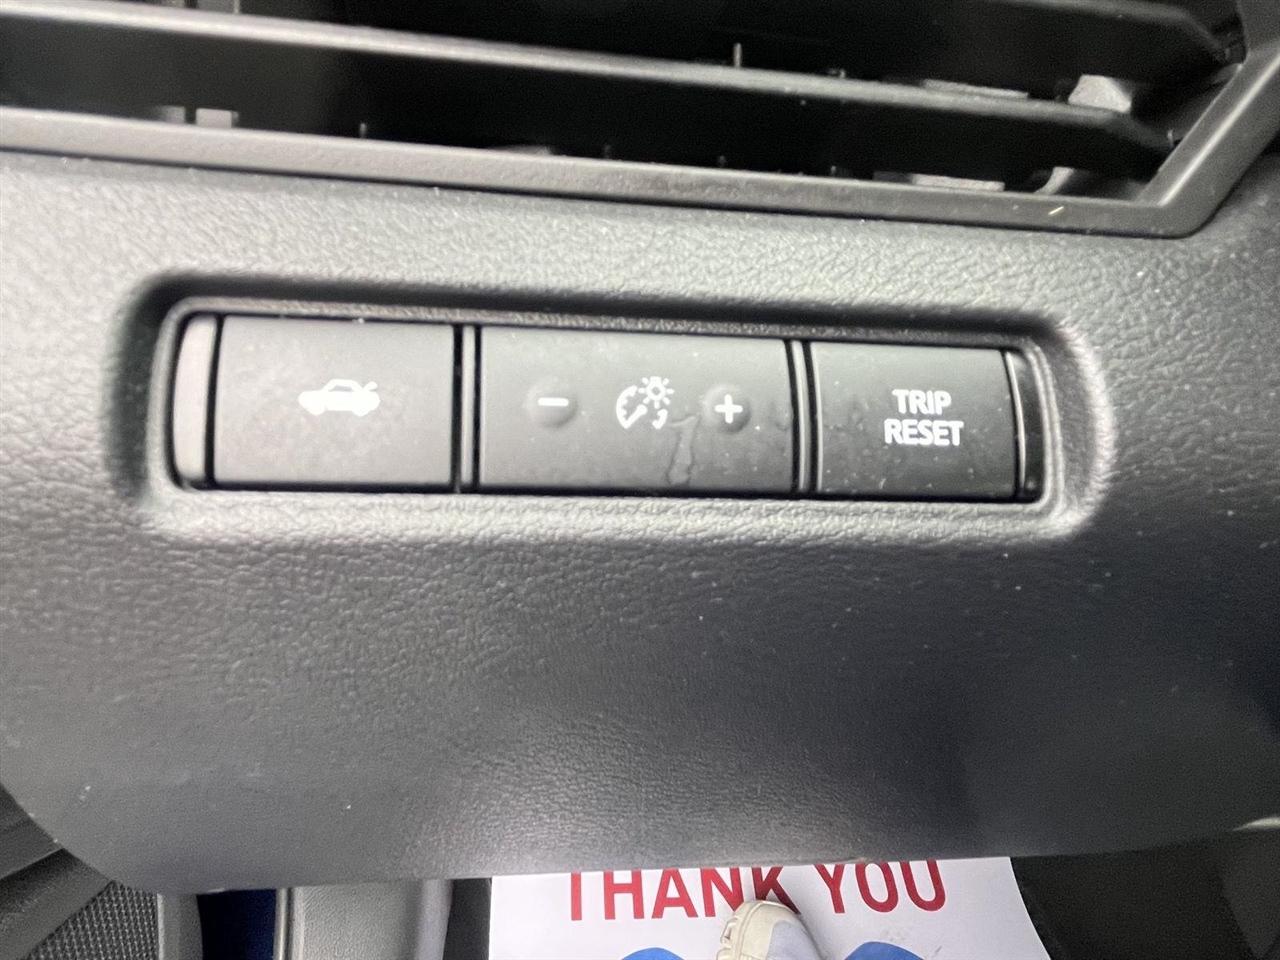 - +
TRIP
RESET
THANK YOU